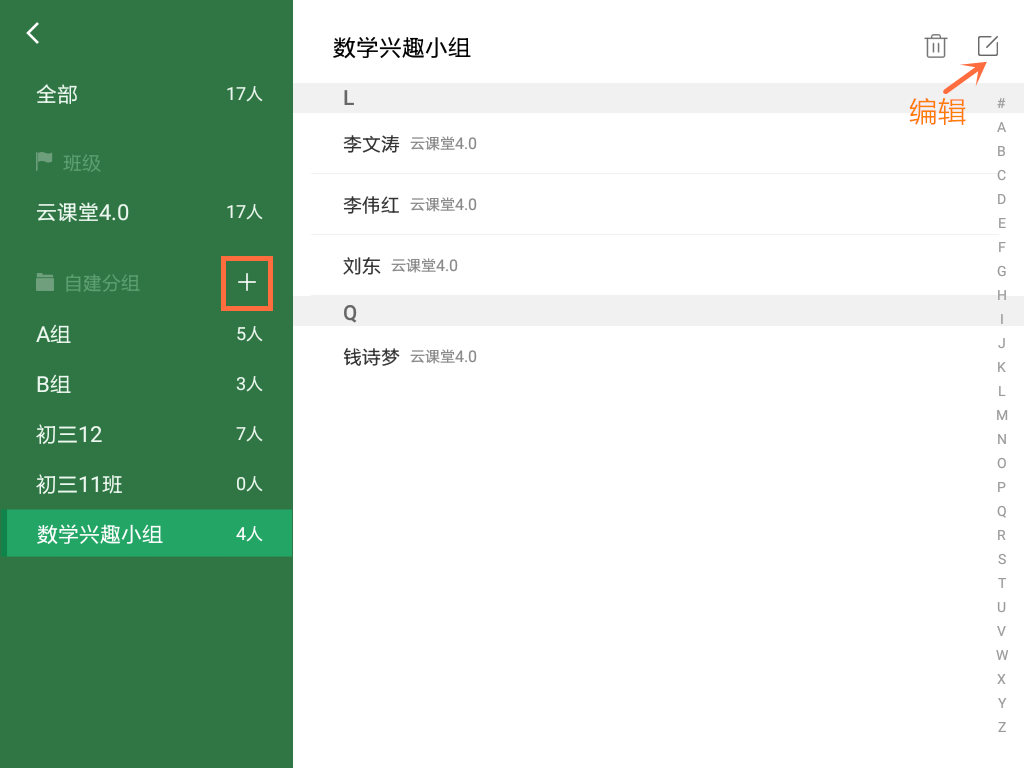 全部 17人
班级
云课堂4.0 17人
自建分组
A组 5人
B组 3人
初三12 7人
初三11班 0人
数学兴趣小组 4人
数学兴趣小组
编辑
L
李文涛 云课堂4.0
李伟红 云课堂4.0
刘东 云课堂4.0
Q
钱诗梦 云课堂4.0
#
A
B
C
D
E
F
G
H
I
J
K
L
M
N
O
P
Q
R
S
T
U
V
W
X
Y
Z